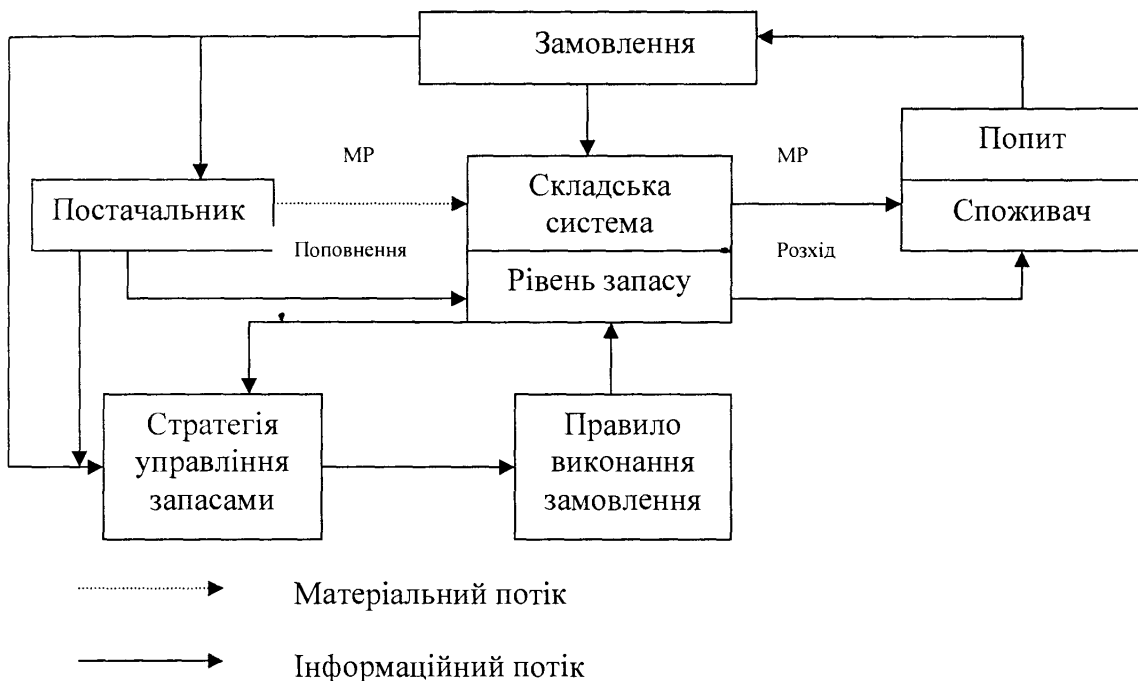 Замовлення
Попит
МР
МР
Складська
система
Постачальник
Споживач
Поповнення
Розхід
Рівень запасу
Стратегія
управління
запасами
Правило
виконання
замовлення
Матеріальний потік
Інформаційний потік